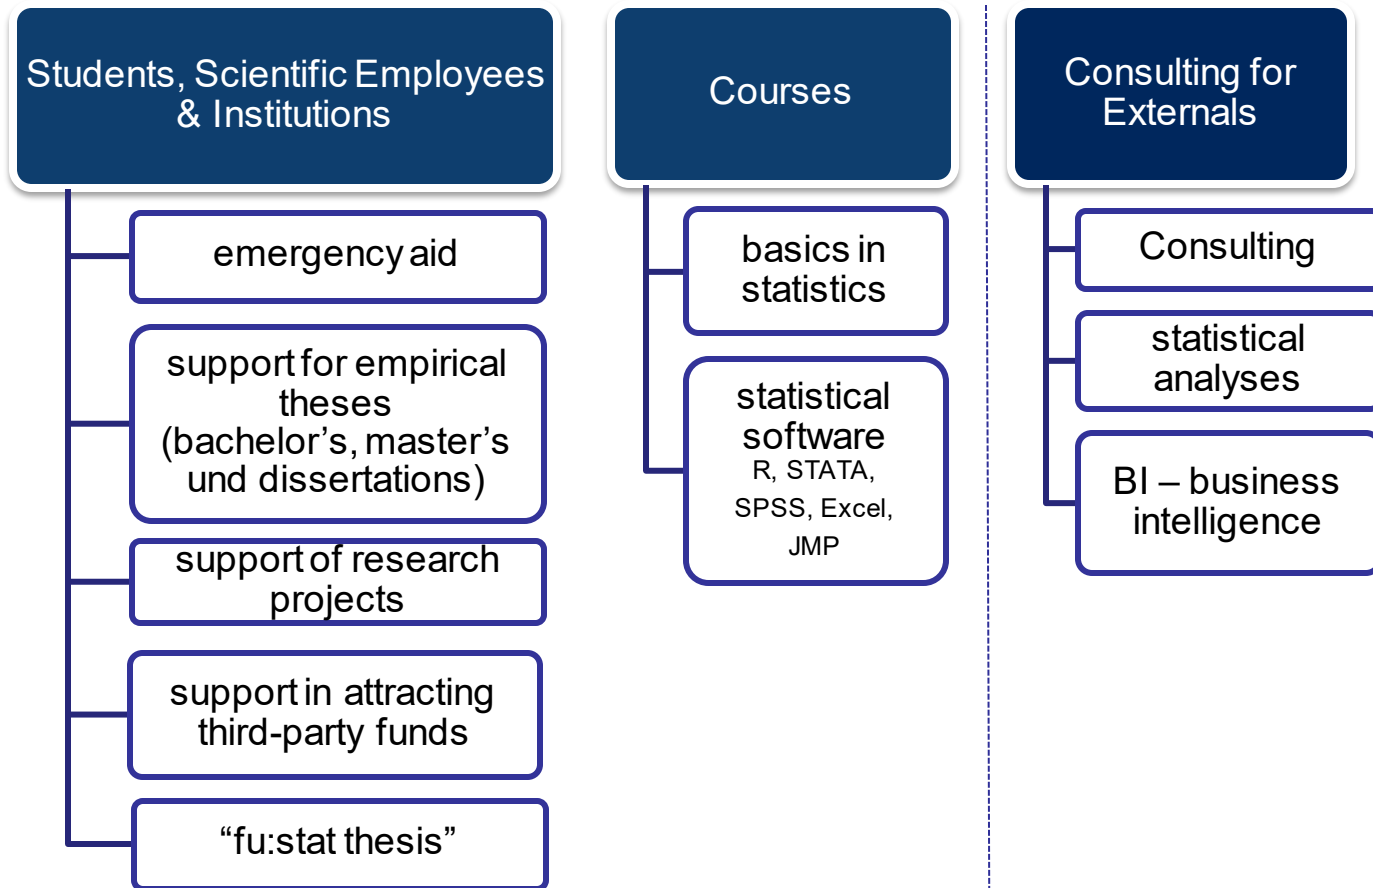 Students, Scientific Employees
& Institutions
emergency aid
support for empirical
theses
(bachelor’s, master’s
und dissertations)
support of research
projects
support in attracting
third-party funds
“fu:stat thesis”
Courses
basics in
statistics
statistical
software
R, STATA,
SPSS, Excel,
JMP
Consulting for
Externals
Consulting
statistical
analyses
BI – business
intelligence